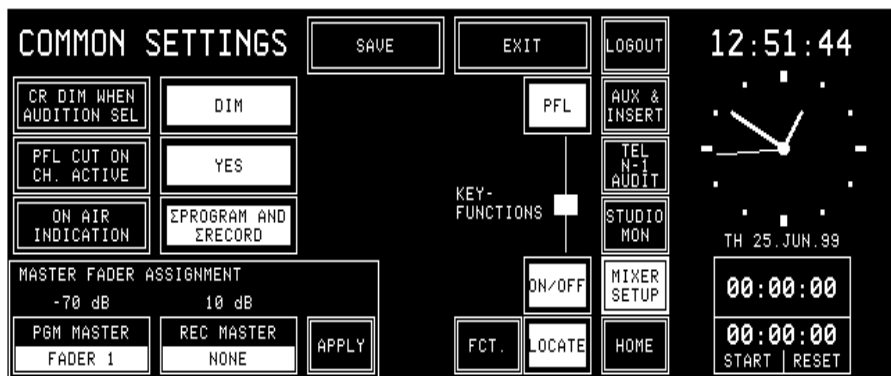 COMMON SETTINGS
SAVE
EXIT
LOGOUT
12:51:44
CR DIM WHEN
AUDITION SEL
DIM
PFL
AUX &
INSERT
PFL CUT ON
CH. ACTIVE
YES
TEL
N-1
AUDIT
KEY-
FUNCTIONS
ON AIR
INDICATION
ΣPROGRAM AND
ΣRECORD
STUDIO
MON
TH 25.JUN.99
MASTER FADER ASSIGNMENT
-70 dB
10 dB
ON/OFF
MIXER
SETUP
00:00:00
PGM MASTER
FADER 1
REC MASTER
NONE
APPLY
FCT.
LOCATE
HOME
00:00:00
START
RESET